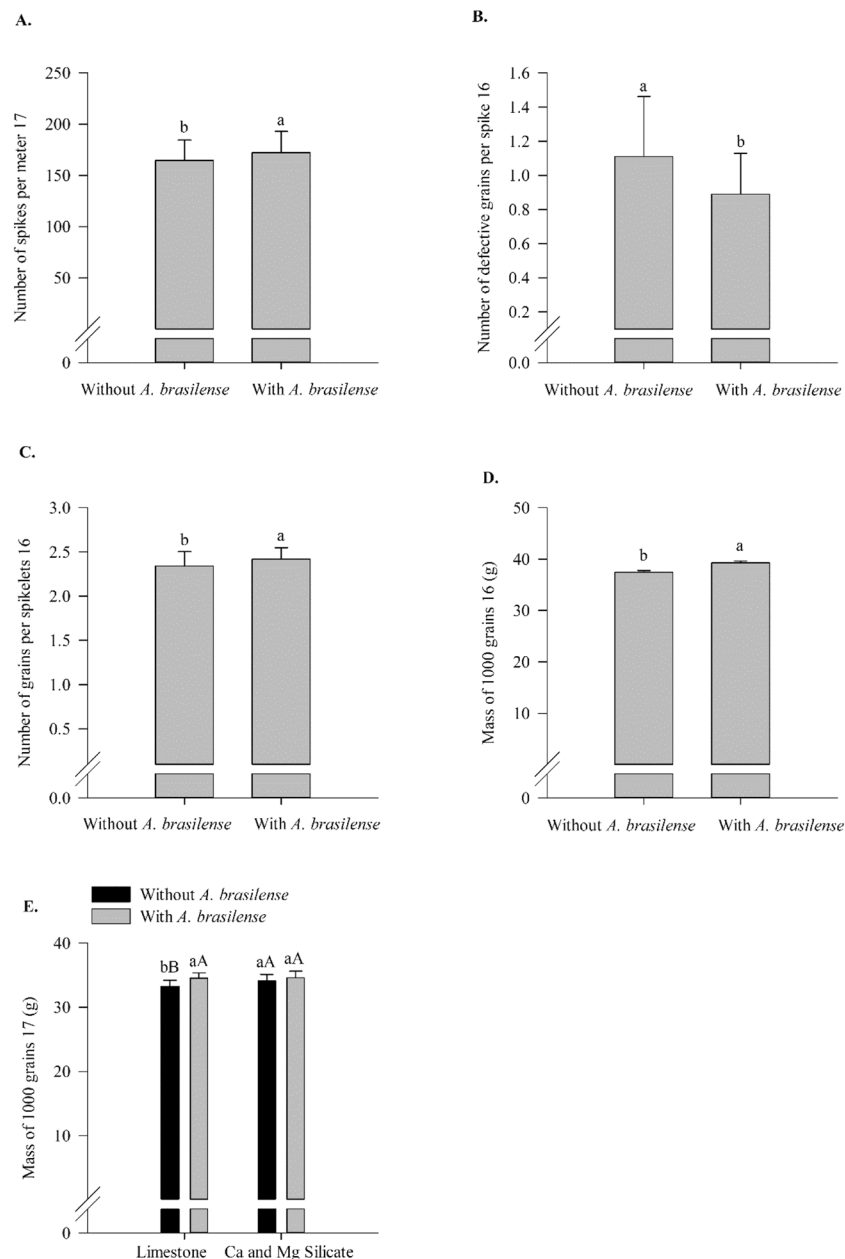 A.
Number of spikes per meter 17
250
200
150
100
50
0
b
a
Without A. brasilense
With A. brasilense
B.
Number of defective grains per spike 16
1.6
1.4
1.2
1.0
0.8
0.6
0.4
0.2
0.0
a
b
Without A. brasilense
With A. brasilense
C.
Number of grains per spikelets 16
3.0
2.5
2.0
1.5
1.0
0.5
0.0
b
a
Without A. brasilense
With A. brasilense
D.
Mass of 1000 grains 16 (g)
50
40
30
20
10
0
b
a
Without A. brasilense
With A. brasilense
E.
Without A. brasilense
With A. brasilense
Mass of 1000 grains 17 (g)
40
30
20
10
0
bB
aA
aA
aA
Limestone
Ca and Mg Silicate